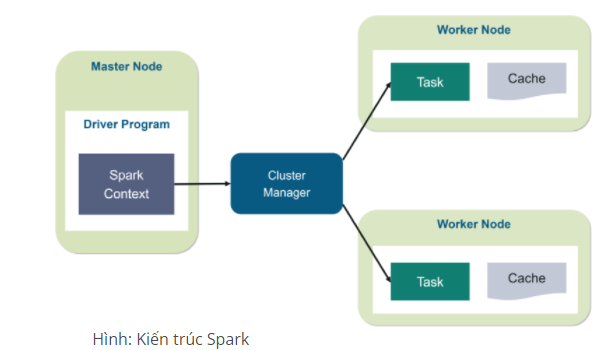 Master Node
Driver Program
Spark
Context
Cluster
Manager
Worker Node
Task
Cache
Worker Node
Task
Cache
Hình: Kiến trúc Spark